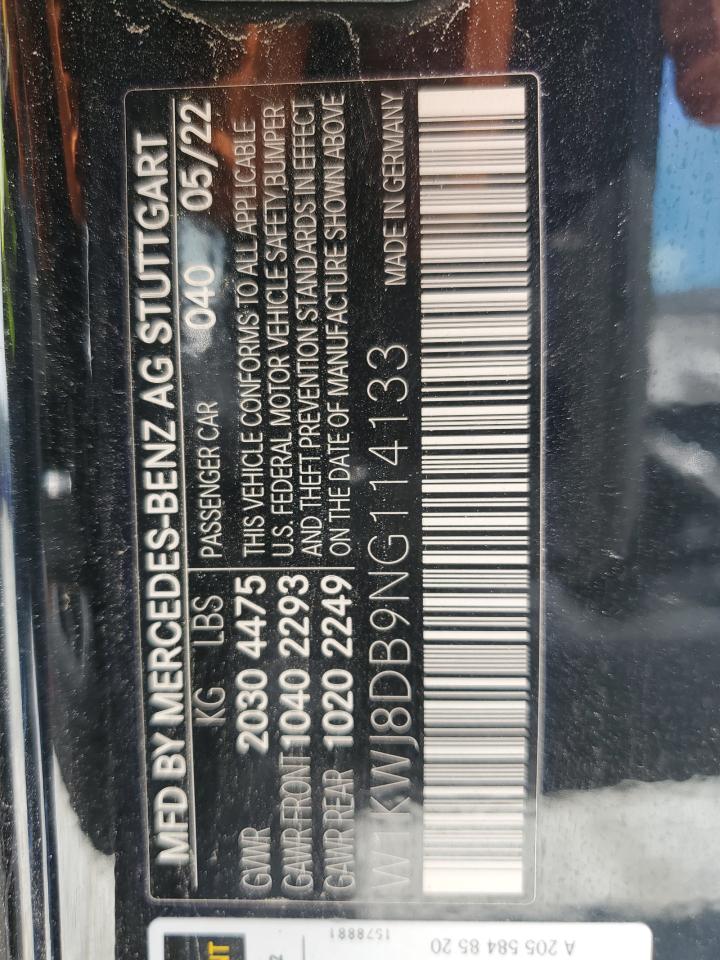 MFD BY MERCEDES-BENZ AG STUTTGART
KG LBS PASSENGER CAR 040 05/22
GVWR 2030 4475 THIS VEHICLE CONFORMS TO ALL APPLICABLE
GAWR FRONT 1040 2293 U.S. FEDERAL MOTOR VEHICLE SAFETY, BUMPER
GAWR REAR 1020 2249 AND THEFT PREVENTION STANDARDS IN EFFECT
ON THE DATE OF MANUFACTURE SHOWN ABOVE
W1KWJ8DB9NG114133 MADE IN GERMANY
A 205 584 85 20
1578881